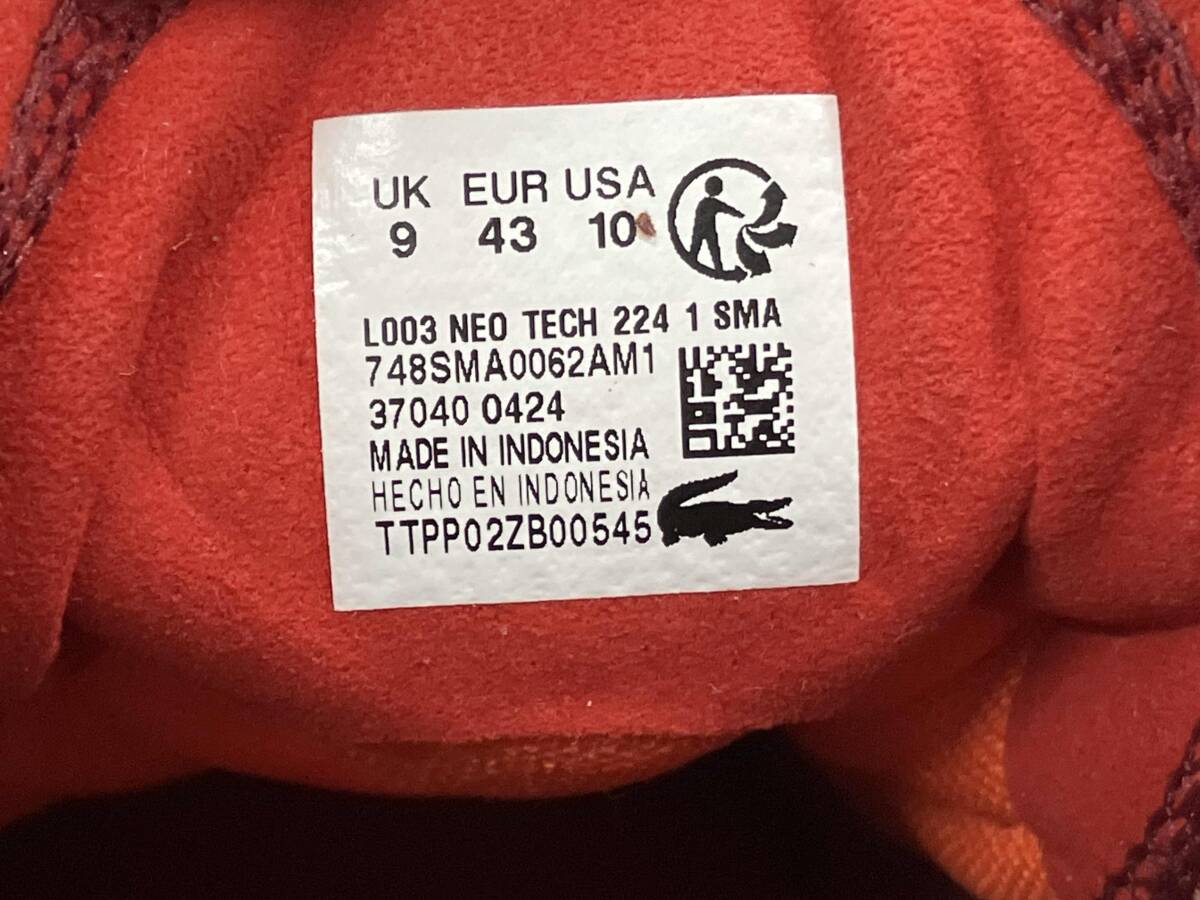 UK EUR USA
9 43 10
L003 NEO TECH 224 1 SMA
748SMA0062AM1
37040 0424
MADE IN INDONESIA
HECHO EN INDONESIA
TTPP02ZB00545